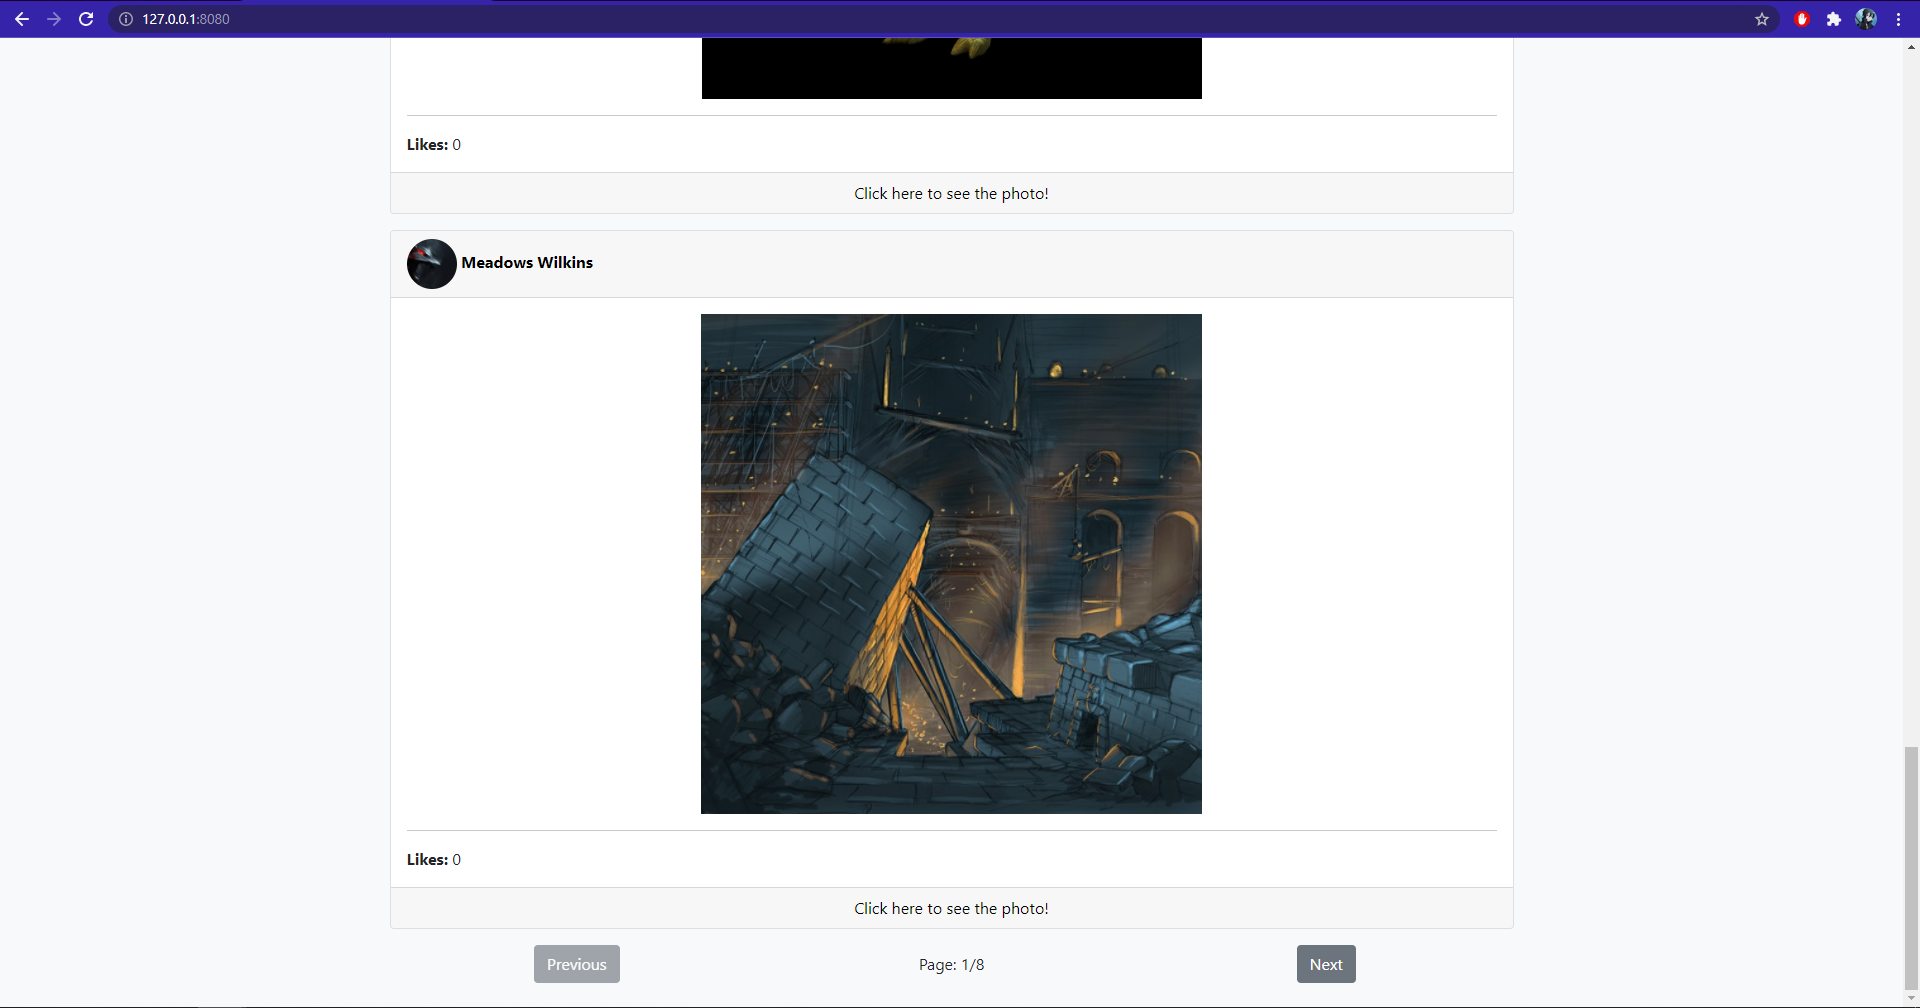 127.0.0.1:8080
Likes: 0
Click here to see the photo!
Meadows Wilkins
Likes: 0
Click here to see the photo!
Previous
Page: 1/8
Next